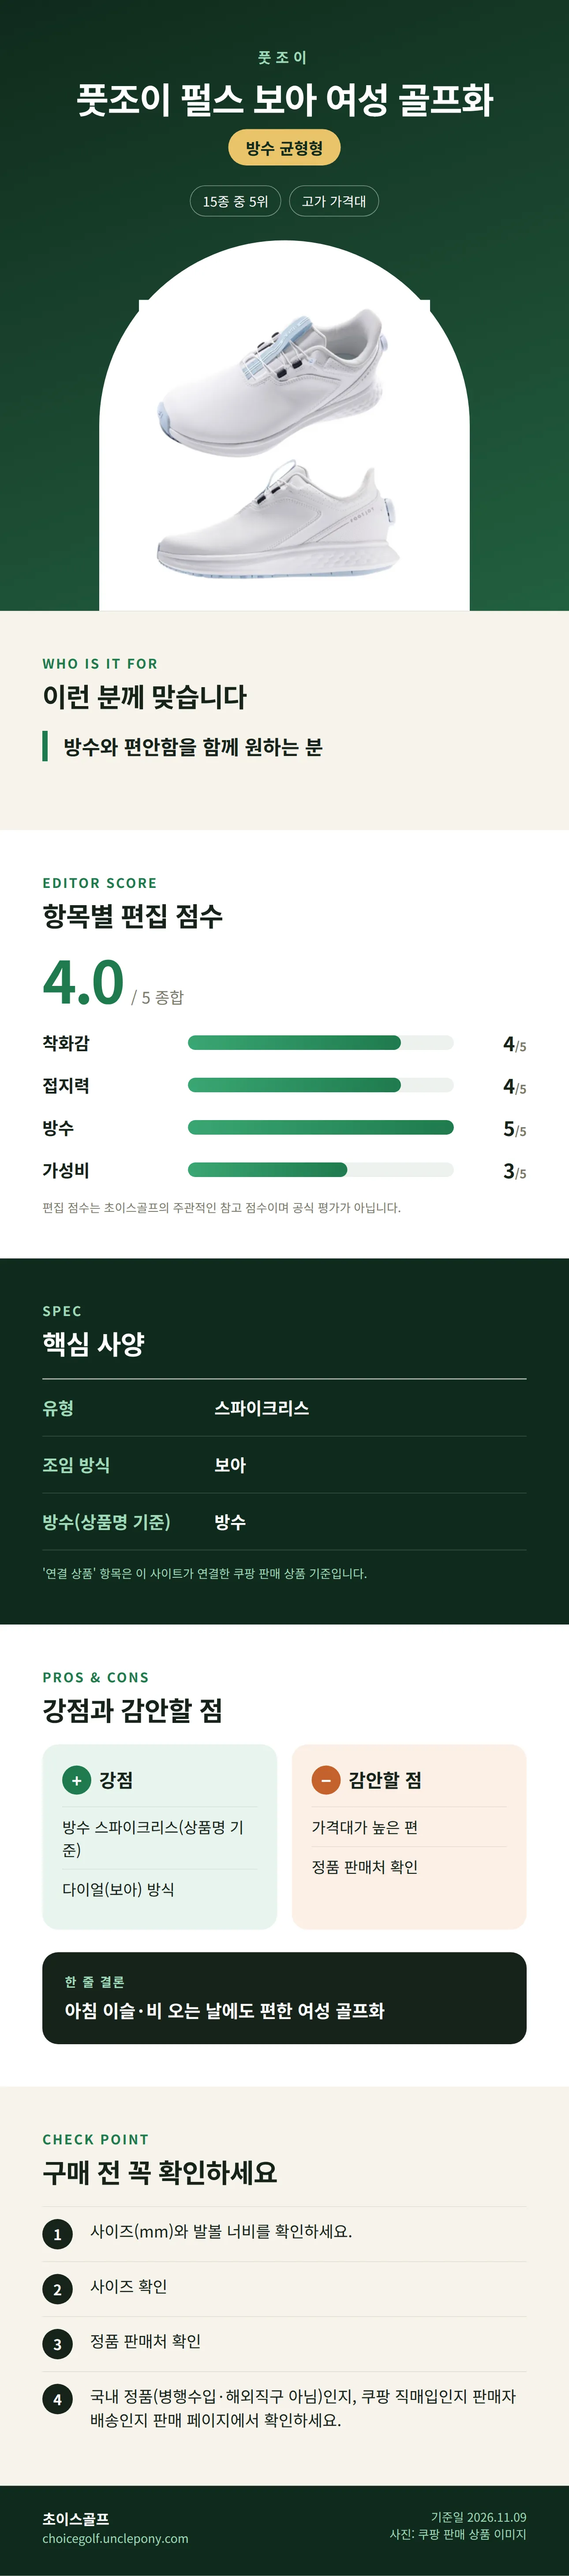 풋조이
풋조이 펄스 보아 여성 골프화
방수 균형형
15종 중 5위
고가 가격대
WHO IS IT FOR
이런 분께 맞습니다
방수와 편안함을 함께 원하는 분
EDITOR SCORE
항목별 편집 점수
4.0 / 5 종합
착화감 4/5
접지력 4/5
방수 5/5
가성비 3/5
편집 점수는 초이스골프의 주관적인 참고 점수이며 공식 평가가 아닙니다.
SPEC
핵심 사양
유형 스파이크리스
조임 방식 보아
방수(상품명 기준) 방수
'연결 상품' 항목은 이 사이트가 연결한 쿠팡 판매 상품 기준입니다.
PROS & CONS
강점과 감안할 점
+ 강점
방수 스파이크리스(상품명 기
준)
다이얼(보아) 방식
− 감안할 점
가격대가 높은 편
정품 판매처 확인
한 줄 결론
아침 이슬·비 오는 날에도 편한 여성 골프화
CHECK POINT
구매 전 꼭 확인하세요
1 사이즈(mm)와 발볼 너비를 확인하세요.
2 사이즈 확인
3 정품 판매처 확인
4 국내 정품(병행수입·해외직구 아님)인지, 쿠팡 직매입인지 판매자
배송인지 판매 페이지에서 확인하세요.
초이스골프
choicegolf.unclepony.com
기준일 2026.11.09
사진: 쿠팡 판매 상품 이미지